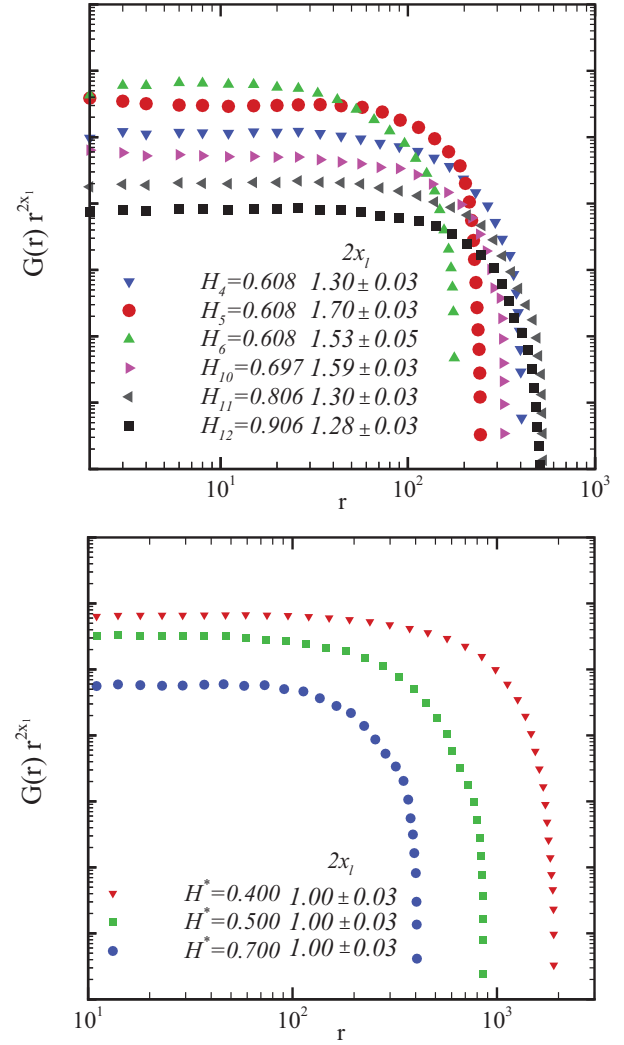 G(r) r^{2x_1}
2x_l
H_4=0.608 1.30 ± 0.03
H_5=0.608 1.70 ± 0.03
H_6=0.608 1.53 ± 0.05
H_10=0.697 1.59 ± 0.03
H_11=0.806 1.30 ± 0.03
H_12=0.906 1.28 ± 0.03
10^1 10^2 10^3
r
G(r) r^{2x_1}
2x_l
H^*=0.400 1.00 ± 0.03
H^*=0.500 1.00 ± 0.03
H^*=0.700 1.00 ± 0.03
10^1 10^2 10^3
r